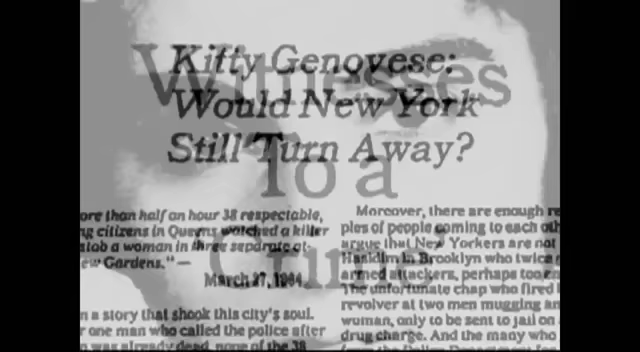 Kitty Genovese:
Would New York
Still Turn Away?
Witnesses
To a
Crime
ore than half an hour 38 respectable,
ng citizens in Queens watched a killer
stab a woman in three separate at-
ew Gardens." —
March 27, 1964
n a story that shook this city's soul.
r one man who called the police after
n was already dead, none of the 38
Moreover, there are enough re
ples of people coming to each oth
argue that New Yorkers are not
Hasidim in Brooklyn who twice
armed attackers, perhaps too en
The unfortunate chap who fired
revolver at two men mugging an
woman, only to be sent to jail on
drug charge. And the many who